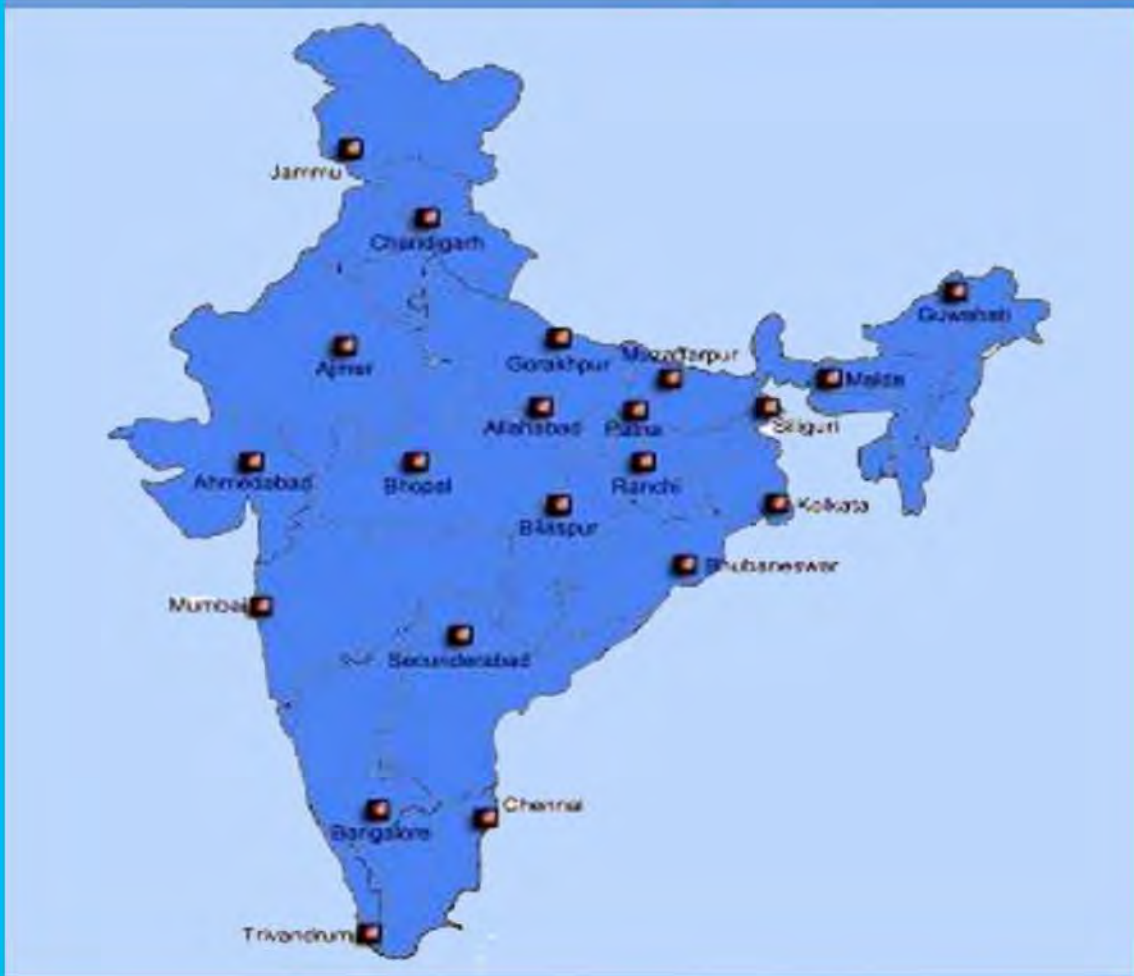 Jammu
Chandigarh
Guwahati
Ajmer
Gorakhpur
Muzaffarpur
Malda
Allahabad
Patna
Siliguri
Ahmedabad
Bhopal
Ranchi
Bilaspur
Kolkata
Bhubaneswar
Mumbai
Secunderabad
Chennai
Bangalore
Trivandrum